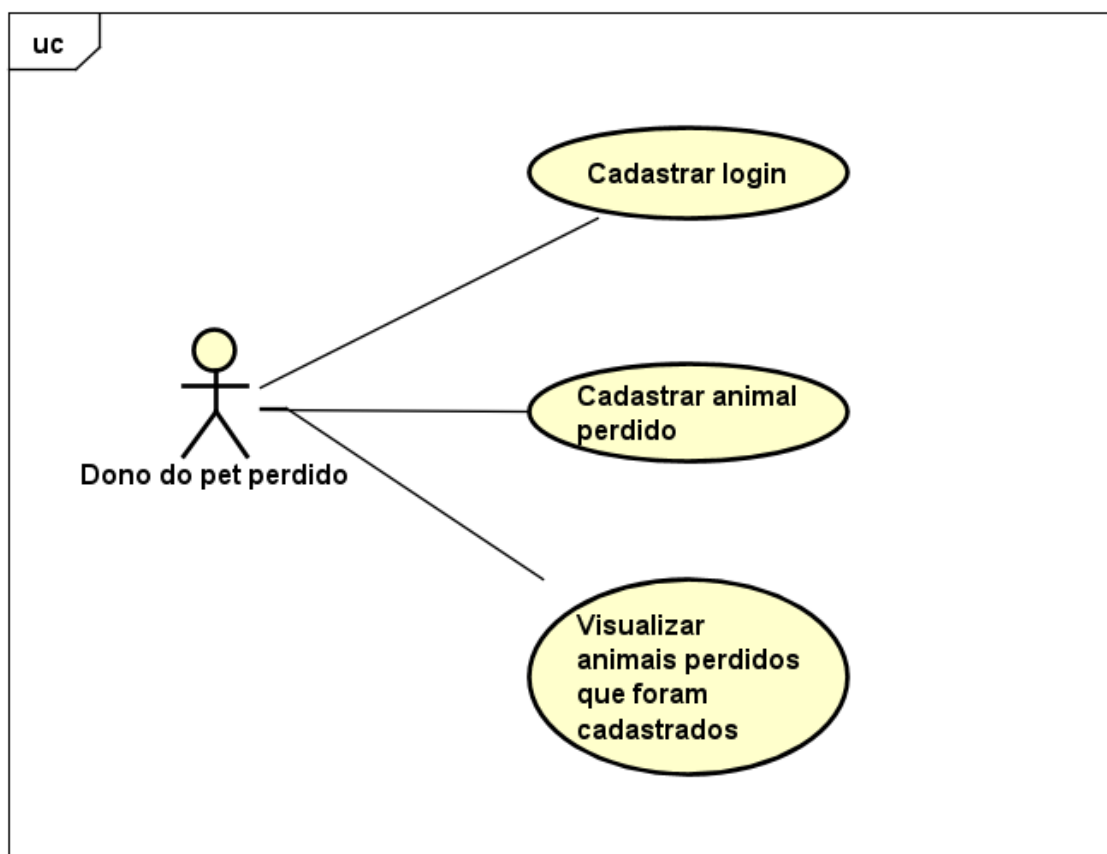 uc
Cadastrar login
Cadastrar animal
perdido
Dono do pet perdido
Visualizar
animais perdidos
que foram
cadastrados